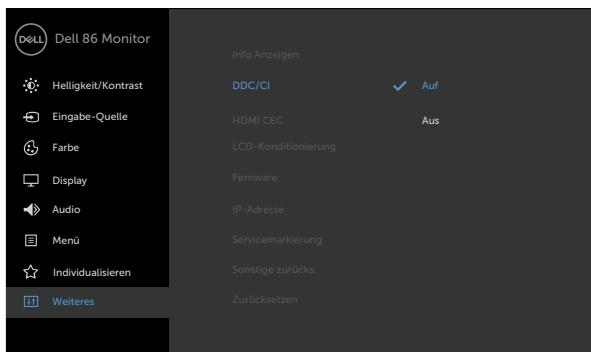 DELL Dell 86 Monitor
Helligkeit/Kontrast
Eingabe-Quelle
Farbe
Display
Audio
Menü
Individualisieren
Weiteres
Info Anzeigen
DDC/CI Auf
HDMI CEC Aus
LCD-Konditionierung
Firmware
IP-Adresse
Servicemarkierung
Sonstige zurücks.
Zurücksetzen